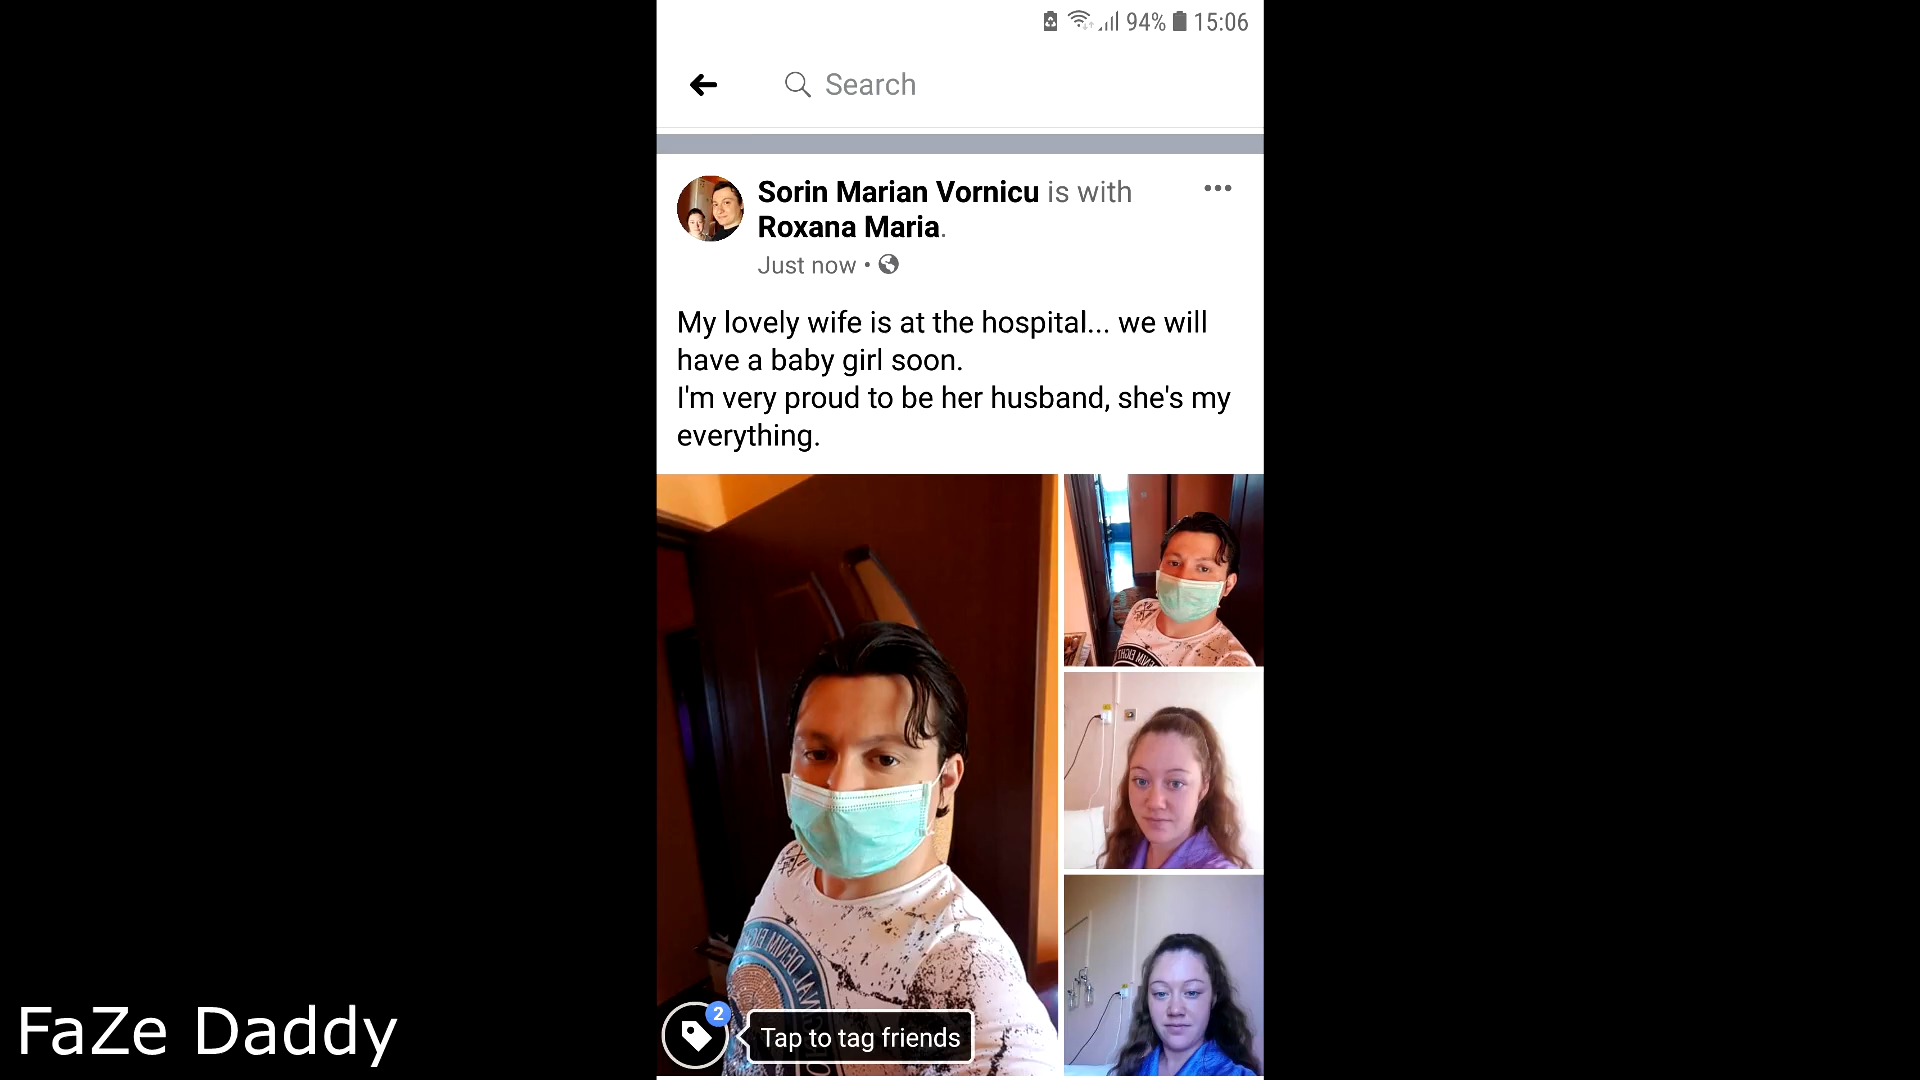 94% 15:06
Search
Sorin Marian Vornicu is with
Roxana Maria.
Just now •
My lovely wife is at the hospital... we will
have a baby girl soon.
I'm very proud to be her husband, she's my
everything.
2
Tap to tag friends
FaZe Daddy